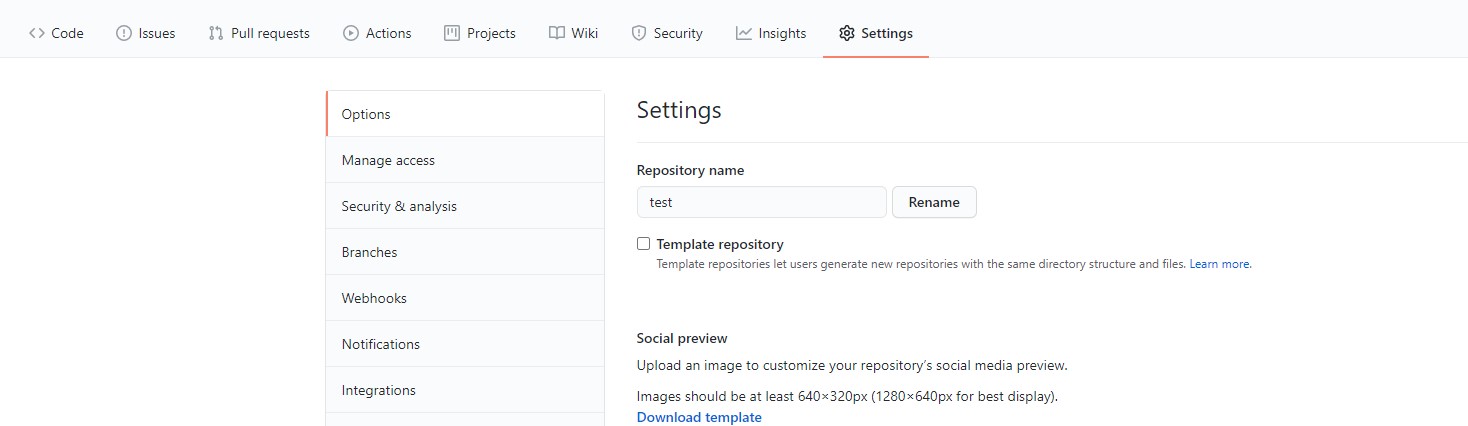 Code Issues Pull requests Actions Projects Wiki Security Insights Settings
Options
Manage access
Security & analysis
Branches
Webhooks
Notifications
Integrations
Settings
Repository name
test Rename
Template repository
Template repositories let users generate new repositories with the same directory structure and files. Learn more.
Social preview
Upload an image to customize your repository’s social media preview.
Images should be at least 640×320px (1280×640px for best display).
Download template